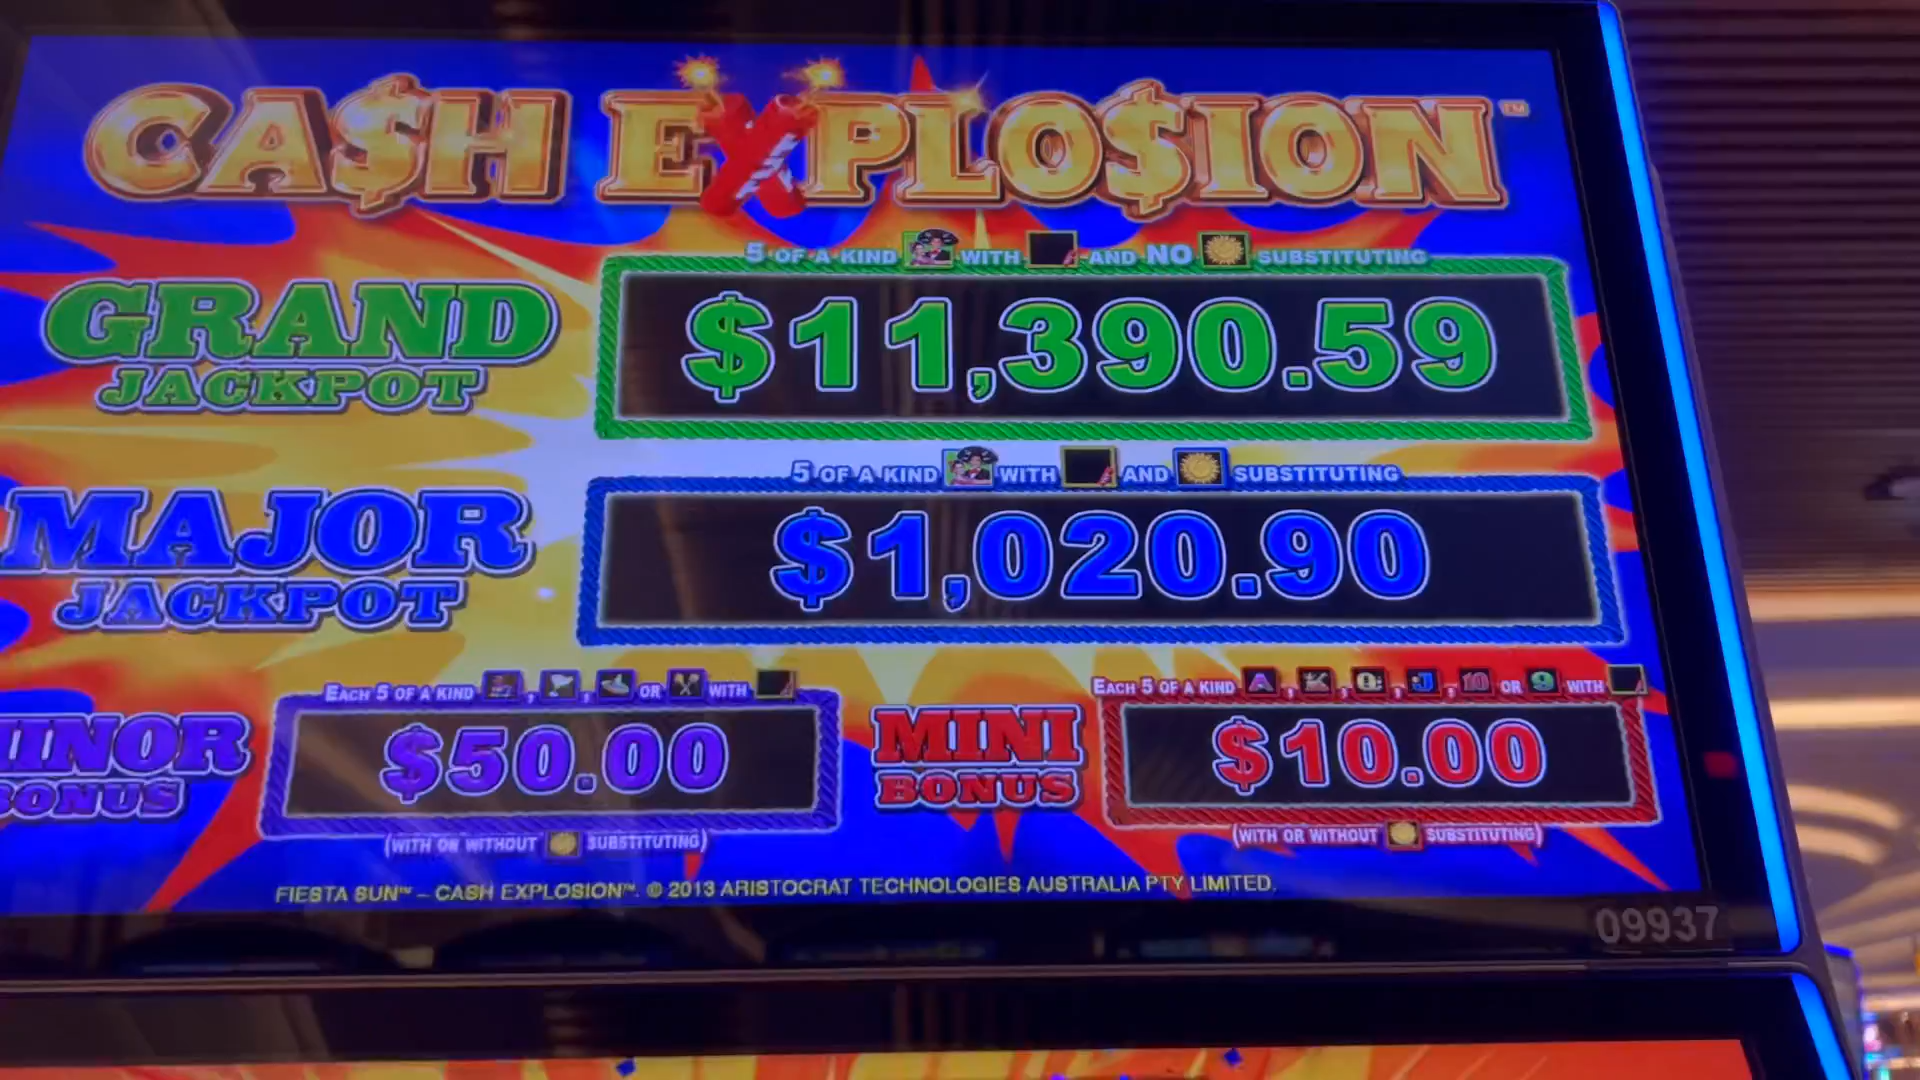 CA$H EXPLO$ION™
5 OF A KIND WITH AND NO SUBSTITUTING
GRAND
JACKPOT
$11,390.59
5 OF A KIND WITH AND SUBSTITUTING
MAJOR
JACKPOT
$1,020.90
EACH 5 OF A KIND , , OR WITH
INOR
BONUS
$50.00
(WITH OR WITHOUT SUBSTITUTING)
EACH 5 OF A KIND A, K, Q, J, 10 OR 9 WITH
MINI
BONUS
$10.00
(WITH OR WITHOUT SUBSTITUTING)
FIESTA SUN™ – CASH EXPLOSION™. © 2013 ARISTOCRAT TECHNOLOGIES AUSTRALIA PTY LIMITED.
09937